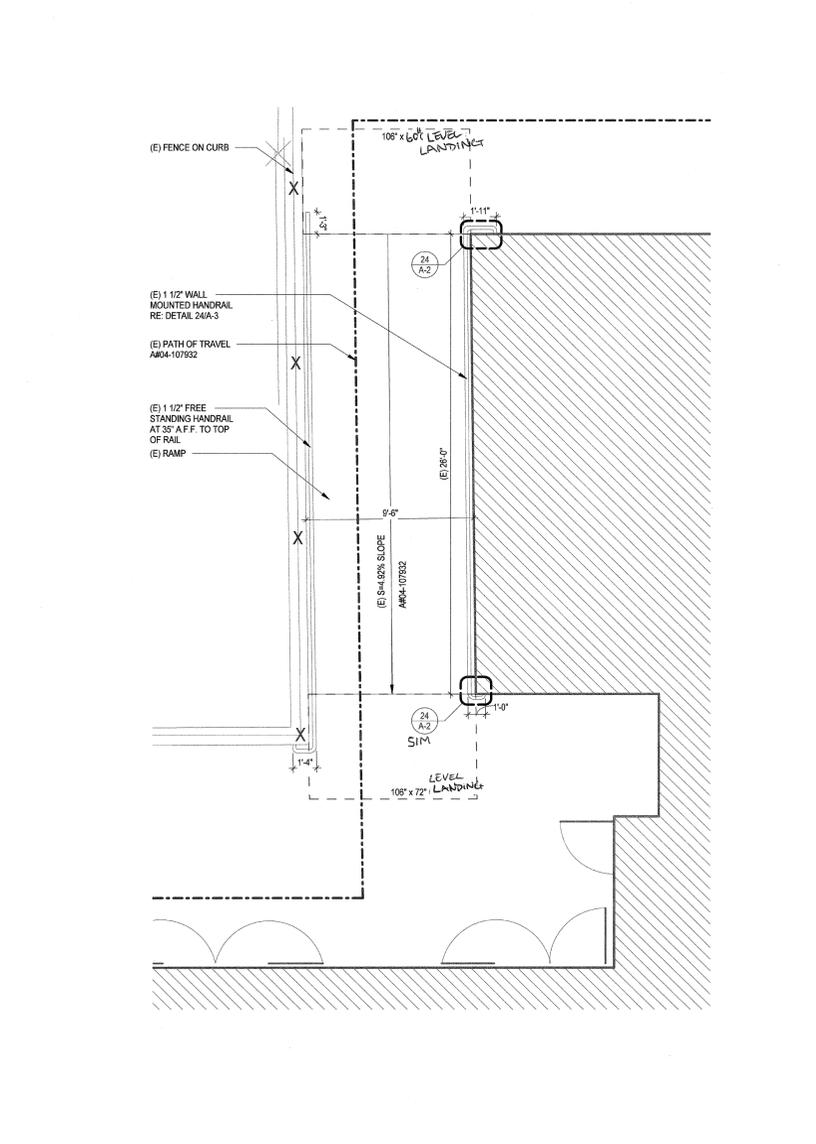 106" x 60" LEVEL
LANDING
(E) FENCE ON CURB
X
1'-3"
1'-11"
24
A-2
(E) 1 1/2" WALL
MOUNTED HANDRAIL
RE: DETAIL 24/A-3
(E) PATH OF TRAVEL
A#04-107932
X
(E) 1 1/2" FREE
STANDING HANDRAIL
AT 35" A.F.F. TO TOP
OF RAIL
(E) RAMP
(E) 26'-0"
9'-6"
X
(E) S=4.92% SLOPE
A#04-107932
24
A-2
SIM
1'-0"
X
1'-4"
LEVEL
106" x 72" LANDING